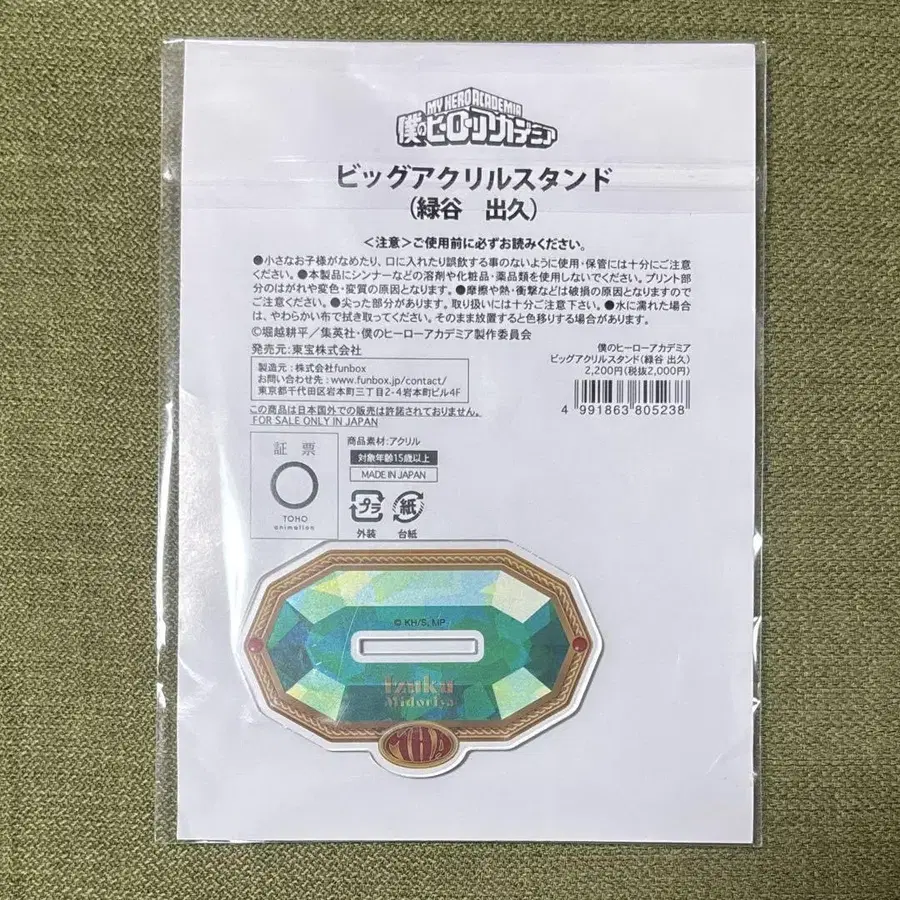 MY HERO ACADEMIA
僕のヒーローアカデミア
ビッグアクリルスタンド
（緑谷　出久）
＜注意＞ご使用前に必ずお読みください。
●小さなお子様がなめたり、口に入れたり誤飲する事のないように使用・保管には十分にご注意
ください。●本製品にシンナーなどの溶剤や化粧品・薬品類を使用しないでください。プリント部
分のはがれや変色・変質の原因となります。●摩擦や熱・衝撃などは破損の原因となりますので
ご注意ください。●尖った部分があります。取り扱いには十分ご注意下さい。●水に濡れた場合
は、やわらかい布で拭き取ってください。そのまま放置すると色移りする場合があります。
©堀越耕平／集英社・僕のヒーローアカデミア製作委員会
発売元：東宝株式会社
製造元：株式会社funbox
お問い合わせ先：www.funbox.jp/contact/
東京都千代田区岩本町三丁目2-4岩本町ビル4F
僕のヒーローアカデミア
ビッグアクリルスタンド(緑谷 出久)
2,200円(税抜2,000円)
4 991863 805238
この商品は日本国外での販売は許諾されておりません。
FOR SALE ONLY IN JAPAN
証 票
TOHO
animation
商品素材：アクリル
対象年齢15歳以上
MADE IN JAPAN
プラ
外装
紙
台紙
© KH/S, MP
Izuku
Midoriya
MHA